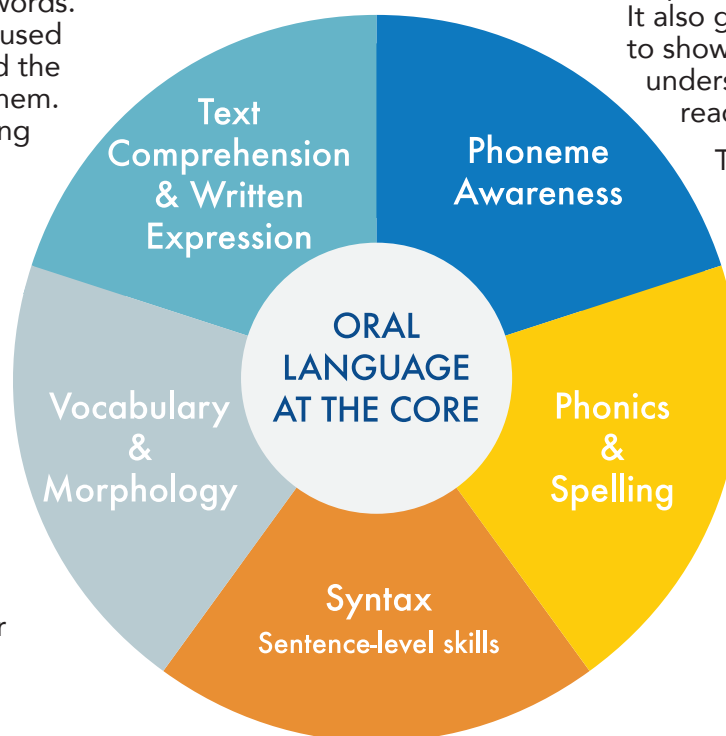 words.
used
d the
hem.
ng
It also g
to show
unders
reac
T
Text
Comprehension
& Written
Expression
Phoneme
Awareness
ORAL
LANGUAGE
AT THE CORE
Vocabulary
&
Morphology
Phonics
&
Spelling
Syntax
Sentence-level skills
r